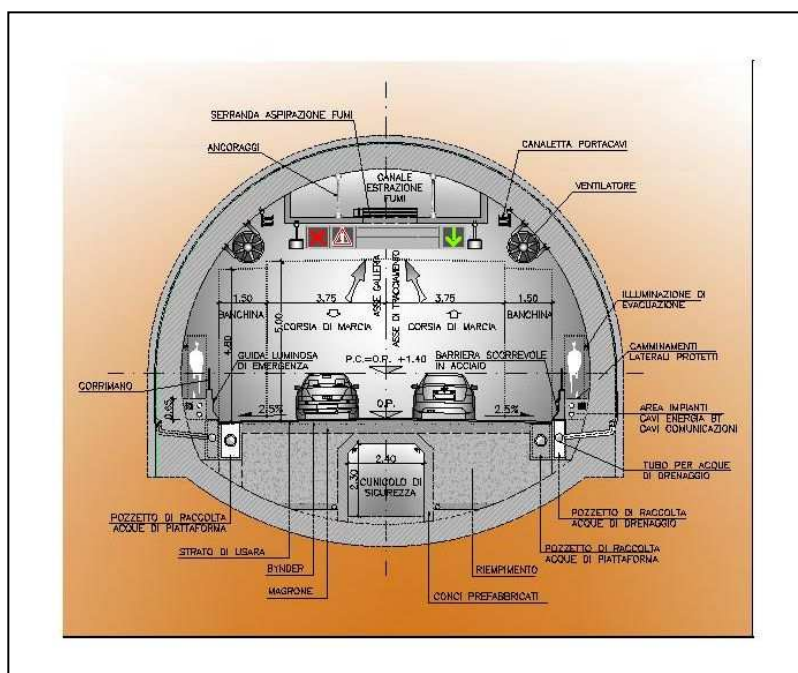 SERRANDA ASPIRAZIONE FUMI
ANCORAGGI
CANALE
ESTRAZIONE
FUMI
CANALETTA PORTACAVI
VENTILATORE
ASSE GALLERIA
ASSE DI TRACCIAMENTO
1.50
3.75
3.75
1.50
BANCHINA
CORSIA DI MARCIA
CORSIA DI MARCIA
BANCHINA
5.00
4.80
ILLUMINAZIONE DI
EVACUAZIONE
GUIDA LUMINOSA
DI EMERGENZA
P.C.=O.P. +1.40
BARRIERA SCORREVOLE
IN ACCIAIO
CAMMINAMENTI
LATERALI PROTETTI
CORRIMANO
0.65
2.5%
O.P.
2.5%
AREA IMPIANTI
CAVI ENERGIA BT
CAVI COMUNICAZIONI
2.40
2.30
CUNICOLO DI
SICUREZZA
TUBO PER ACQUE
DI DRENAGGIO
POZZETTO DI RACCOLTA
ACQUE DI PIATTAFORMA
POZZETTO DI RACCOLTA
ACQUE DI DRENAGGIO
STRATO DI USARA
POZZETTO DI RACCOLTA
ACQUE DI PIATTAFORMA
BYNDER
RIEMPIMENTO
MAGRONE
CONCI PREFABBRICATI